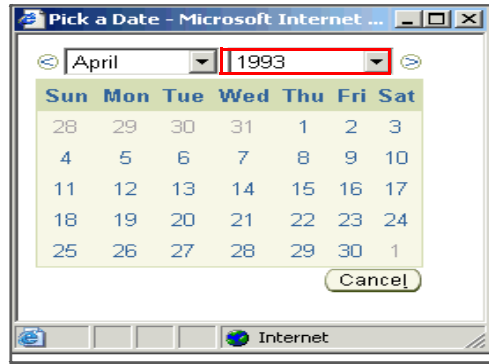 Pick a Date - Microsoft Internet ...
April 1993
Sun Mon Tue Wed Thu Fri Sat
28 29 30 31 1 2 3
4 5 6 7 8 9 10
11 12 13 14 15 16 17
18 19 20 21 22 23 24
25 26 27 28 29 30 1
Cancel
Internet